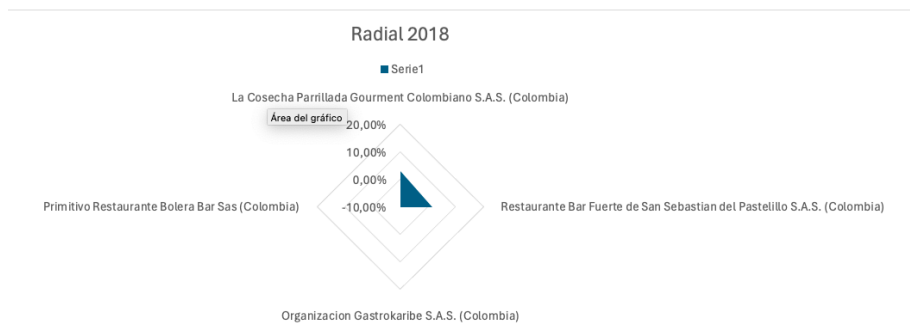 Radial 2018
Serie1
La Cosecha Parrillada Gourment Colombiano S.A.S. (Colombia)
Área del gráfico
20,00%
10,00%
0,00%
-10,00%
Primitivo Restaurante Bolera Bar Sas (Colombia)
Restaurante Bar Fuerte de San Sebastian del Pastelillo S.A.S. (Colombia)
Organizacion Gastrokaribe S.A.S. (Colombia)